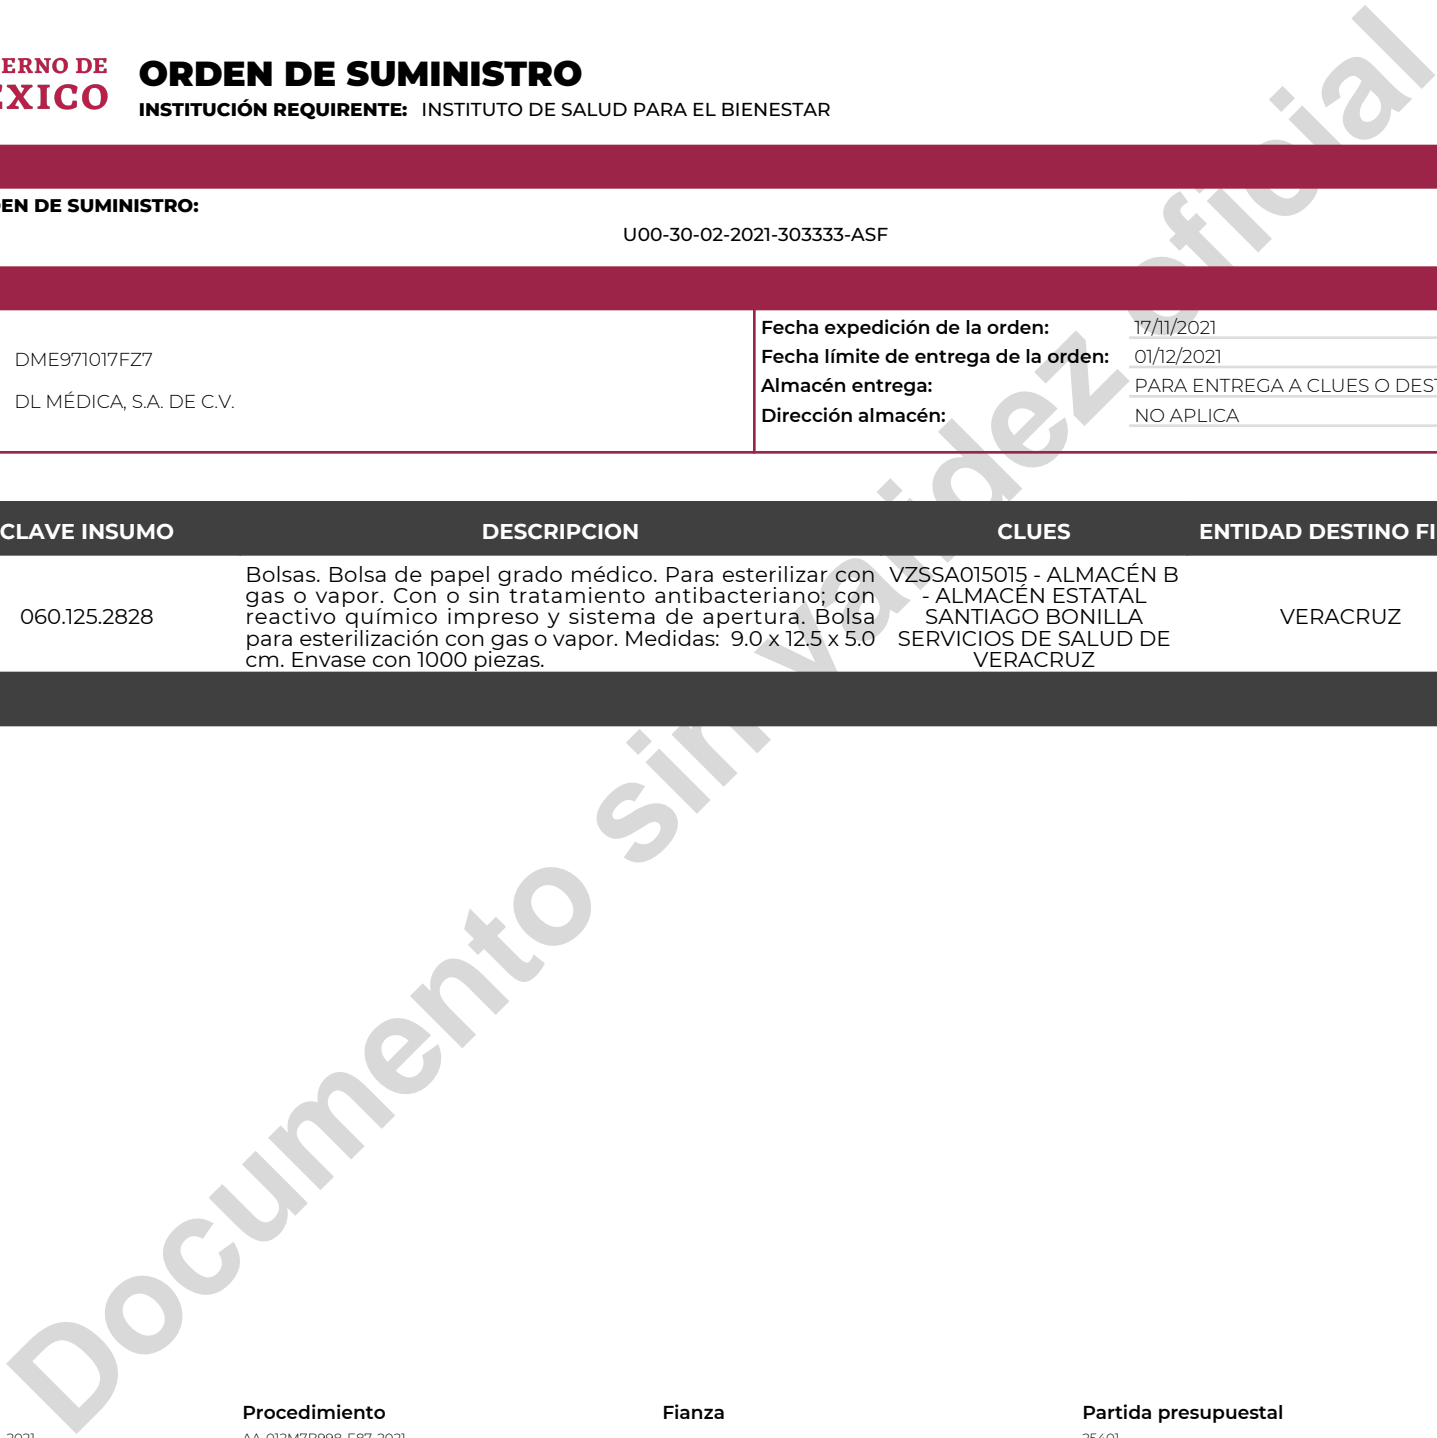 ERNO DE
ÉXICO
ORDEN DE SUMINISTRO
INSTITUCIÓN REQUIRENTE: INSTITUTO DE SALUD PARA EL BIENESTAR
EN DE SUMINISTRO:
U00-30-02-2021-303333-ASF
DME971017FZ7
DL MÉDICA, S.A. DE C.V.
Fecha expedición de la orden: 17/11/2021
Fecha límite de entrega de la orden: 01/12/2021
Almacén entrega: PARA ENTREGA A CLUES O DEST
Dirección almacén: NO APLICA
CLAVE INSUMO DESCRIPCION CLUES ENTIDAD DESTINO FI
060.125.2828
Bolsas. Bolsa de papel grado médico. Para esterilizar con
gas o vapor. Con o sin tratamiento antibacteriano; con
reactivo químico impreso y sistema de apertura. Bolsa
para esterilización con gas o vapor. Medidas: 9.0 x 12.5 x 5.0
cm. Envase con 1000 piezas.
VZSSA015015 - ALMACÉN B
- ALMACÉN ESTATAL
SANTIAGO BONILLA
SERVICIOS DE SALUD DE
VERACRUZ
VERACRUZ
Documento sin validez oficial
Procedimiento Fianza Partida presupuestal